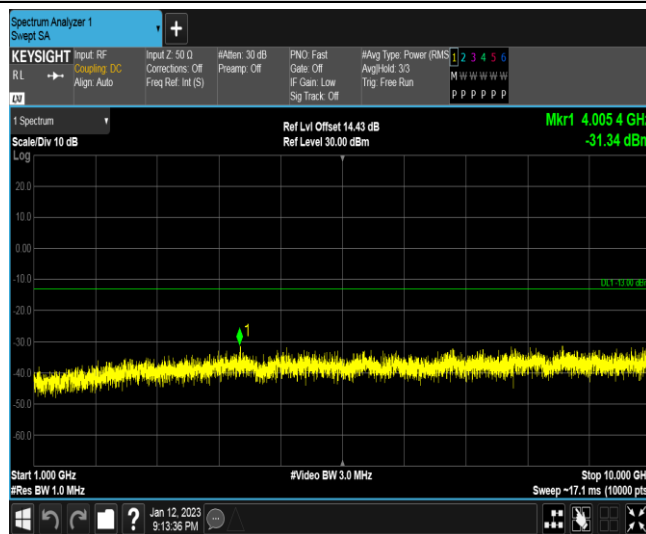 Spectrum Analyzer 1
Swept SA
+
KEYSIGHT
RL
LXI
Input: RF
Coupling: DC
Align: Auto
Input Z: 50 Ω
Corrections: Off
Freq Ref: Int (S)
#Atten: 30 dB
Preamp: Off
PNO: Fast
Gate: Off
IF Gain: Low
Sig Track: Off
#Avg Type: Power (RMS
Avg|Hold: 3/3
Trig: Free Run
1 2 3 4 5 6
M W W W W W
P P P P P P
1 Spectrum
Scale/Div 10 dB
Log
Ref Lvl Offset 14.43 dB
Ref Level 30.00 dBm
Mkr1 4.005 4 GHz
-31.34 dBm
20.0
10.0
0.00
-10.0
DL1 -13.00 dBm
-20.0
-30.0
1
-40.0
-50.0
-60.0
Start 1.000 GHz
#Res BW 1.0 MHz
#Video BW 3.0 MHz
Stop 10.000 GH
Sweep ~17.1 ms (10000 pts
?
Jan 12, 2023
9:13:36 PM